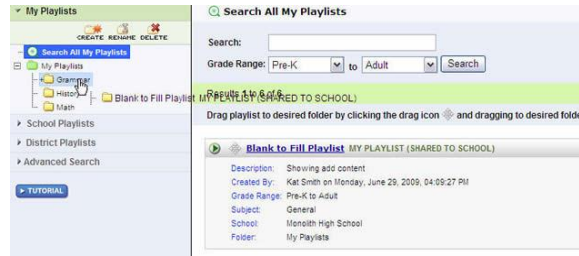 My Playlists
CREATE RENAME DELETE
Search All My Playlists
My Playlists
Grammar
History
Math
Blank to Fill Playlist MY PLAYLIST (SHARED TO SCHOOL)
School Playlists
District Playlists
Advanced Search
TUTORIAL
Search All My Playlists
Search:
Grade Range: Pre-K to Adult Search
Results 1 to 6 of 6
Drag playlist to desired folder by clicking the drag icon and dragging to desired folde
Blank to Fill Playlist MY PLAYLIST (SHARED TO SCHOOL)
Description: Showing add content
Created By: Kat Smith on Monday, June 29, 2009, 04:09:27 PM
Grade Range: Pre-K to Adult
Subject: General
School: Monolith High School
Folder: My Playlists